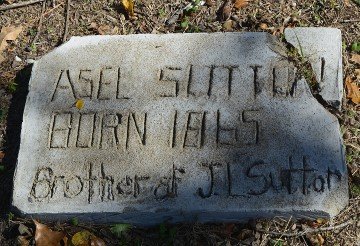 ASEL SUTTON
BORN 1865
Brother of J.L Sutton